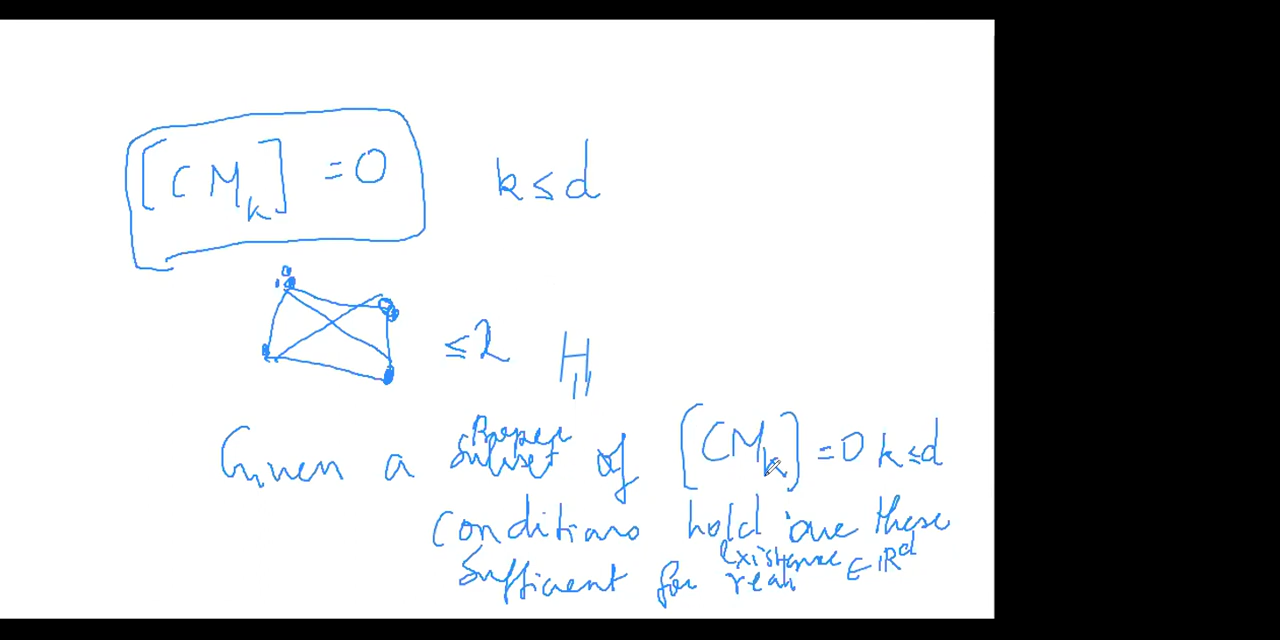 [CM_k] = 0 k ≤ d
≤ 2 H
Given a Proper subset of [CM_k] = 0 k ≤ d
conditions hold are these
sufficient for existence ∈ ℝ^d